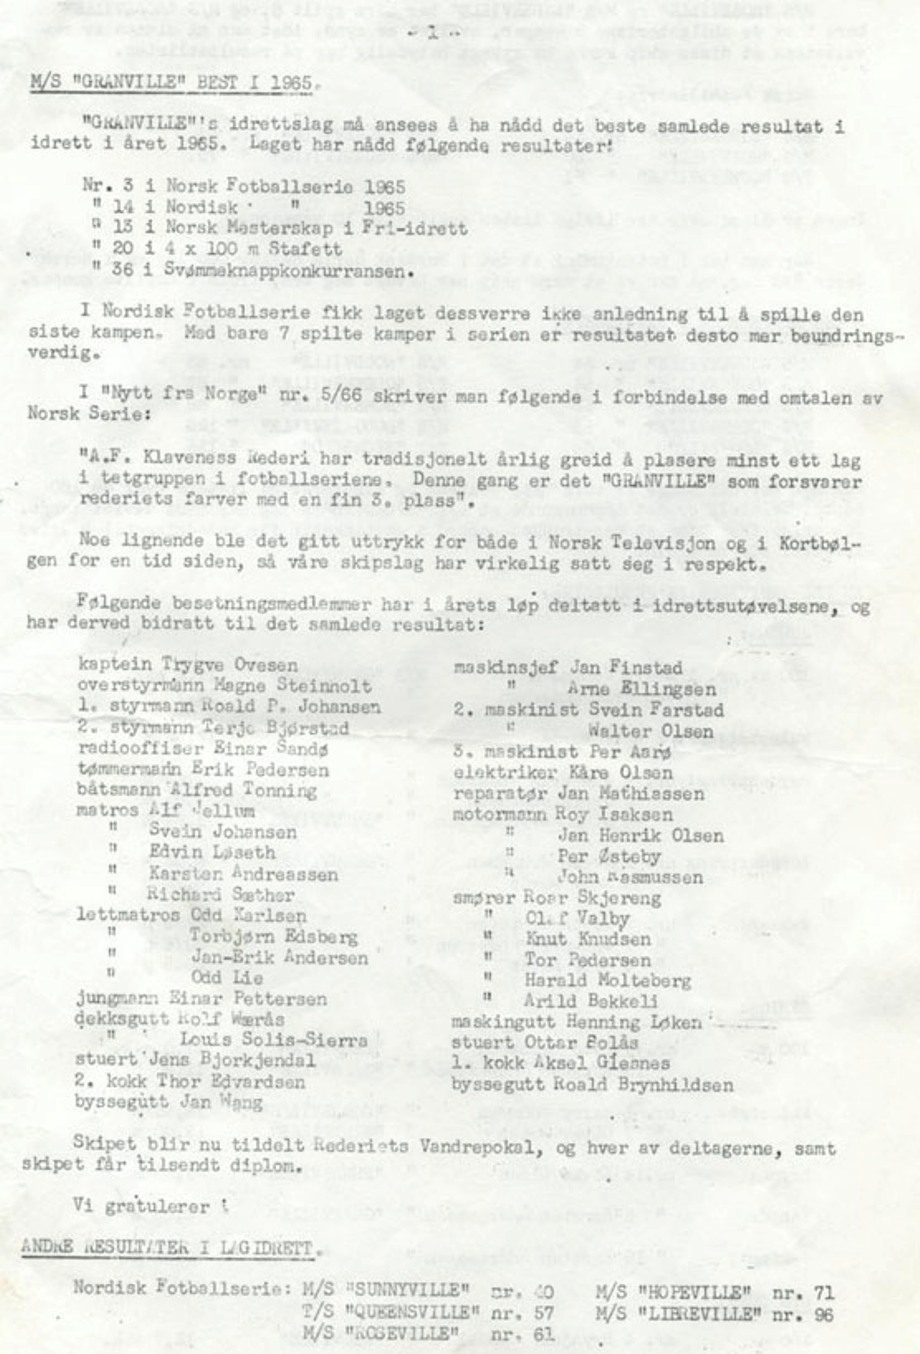 - 1 -
M/S "GRANVILLE" BEST I 1965.
"GRANVILLE"'s idrettslag må ansees å ha nådd det beste samlede resultat i
idrett i året 1965. Laget har nådd følgende resultater!
Nr. 3 i Norsk Fotballserie 1965
" 14 i Nordisk " 1965
" 13 i Norsk Mesterskap i Fri-idrett
" 20 i 4 x 100 m Stafett
" 36 i Svømmeknappkonkurransen.
I Nordisk Fotballserie fikk laget dessverre ikke anledning til å spille den
siste kampen. Med bare 7 spilte kamper i serien er resultatet desto mer beundrings-
verdig.
I "Nytt fra Norge" nr. 5/66 skriver man følgende i forbindelse med omtalen av
Norsk Serie:
"A.F. Klaveness Rederi har tradisjonelt årlig greid å plasere minst ett lag
i tetgruppen i fotballseriene. Denne gang er det "GRANVILLE" som forsvarer
rederiets farver med en fin 3. plass".
Noe lignende ble det gitt uttrykk for både i Norsk Televisjon og i Kortbøl-
gen for en tid siden, så våre skipslag har virkelig satt seg i respekt.
Følgende besetningsmedlemmer har i årets løp deltatt i idrettsutøvelsene, og
har derved bidratt til det samlede resultat:
kaptein Trygve Ovesen
overstyrmann Magne Steinnolt
1. styrmann Roald P. Johansen
2. styrmann Terje Bjørstad
radiooffiser Einar Sandø
tømmermann Erik Pedersen
båtsmann Alfred Tonning
matros Alf Jellum
" Svein Johansen
" Edvin Løseth
" Karsten Andreassen
" Richard Sæther
lettmatros Odd Karlsen
" Torbjørn Edsberg
" Jan-Erik Andersen
" Odd Lie
jungmann Einar Pettersen
dekksgutt Rolf Wærås
" Louis Solis-Sierra
stuert Jens Bjorkjendal
2. kokk Thor Edvardsen
byssegutt Jan Wang
maskinsjef Jan Finstad
" Arne Ellingsen
2. maskinist Svein Farstad
" Walter Olsen
3. maskinist Per Aarø
elektriker Kåre Olsen
reparatør Jan Mathiassen
motormann Roy Isaksen
" Jan Henrik Olsen
" Per Østeby
" John Rasmussen
smører Roar Skjereng
" Olaf Valby
" Knut Knudsen
" Tor Pedersen
" Harald Molteberg
" Arild Bekkeli
maskingutt Henning Løken
stuert Ottar Polås
1. kokk Aksel Giennes
byssegutt Roald Brynhildsen
Skipet blir nu tildelt Rederiets Vandrepokal, og hver av deltagerne, samt
skipet får tilsendt diplom.
Vi gratulerer !
ANDRE RESULTATER I LAGIDRETT.
Nordisk Fotballserie: M/S "SUNNYVILLE" nr. M/S "HOPEVILLE" nr. 71
T/S "QUEENSVILLE" nr. 57 M/S "LIBREVILLE" nr. 96
M/S "ROSEVILLE" nr. 61